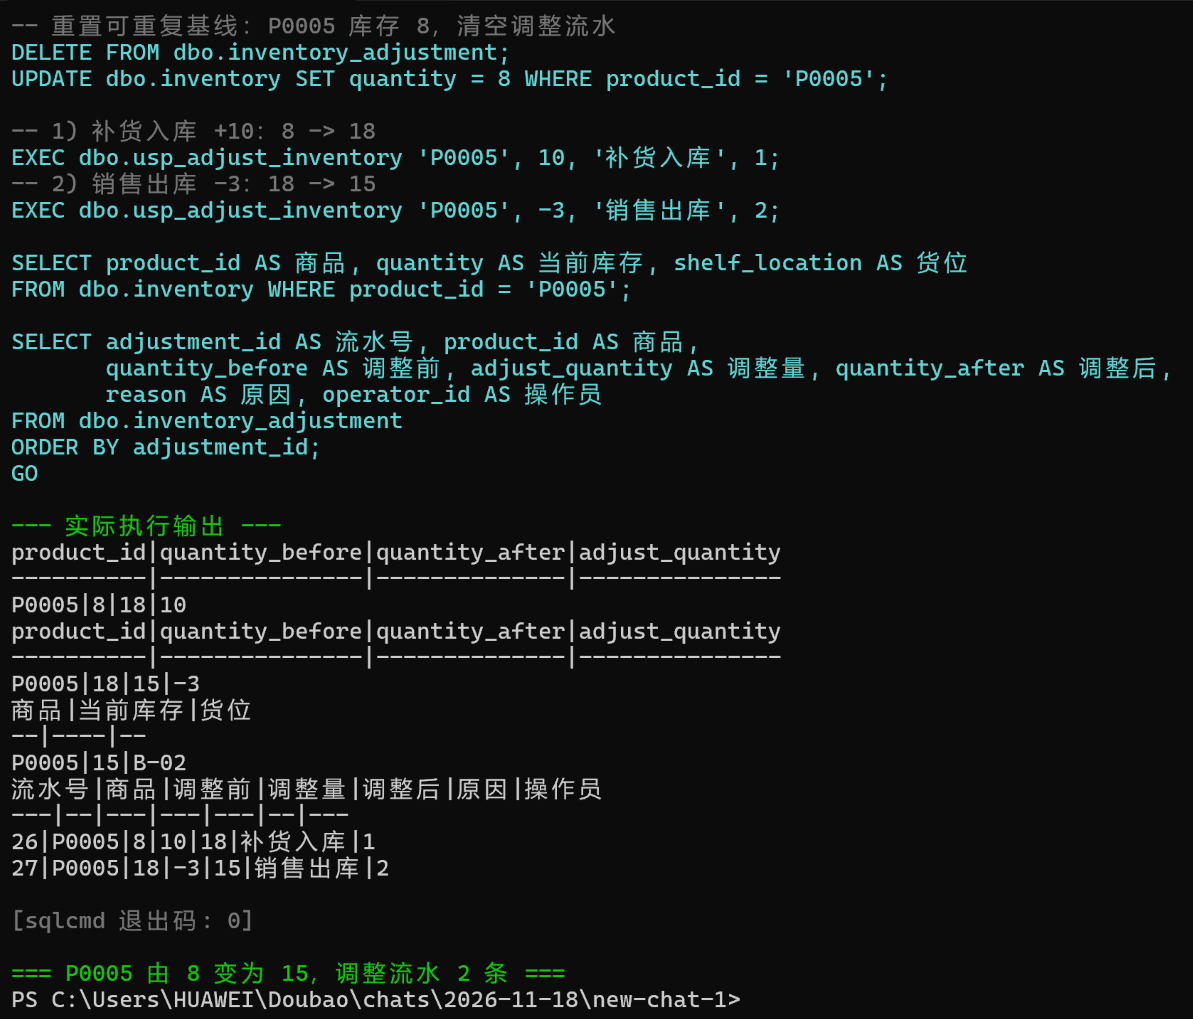 -- 重置可重复基线: P0005 库存 8, 清空调整流水
DELETE FROM dbo.inventory_adjustment;
UPDATE dbo.inventory SET quantity = 8 WHERE product_id = 'P0005';
-- 1) 补货入库 +10: 8 -> 18
EXEC dbo.usp_adjust_inventory 'P0005', 10, '补货入库', 1;
-- 2) 销售出库 -3: 18 -> 15
EXEC dbo.usp_adjust_inventory 'P0005', -3, '销售出库', 2;
SELECT product_id AS 商品, quantity AS 当前库存, shelf_location AS 货位
FROM dbo.inventory WHERE product_id = 'P0005';
SELECT adjustment_id AS 流水号, product_id AS 商品,
       quantity_before AS 调整前, adjust_quantity AS 调整量, quantity_after AS 调整后,
       reason AS 原因, operator_id AS 操作员
FROM dbo.inventory_adjustment
ORDER BY adjustment_id;
GO
--- 实际执行输出 ---
product_id|quantity_before|quantity_after|adjust_quantity
----------|---------------|--------------|---------------
P0005|8|18|10
product_id|quantity_before|quantity_after|adjust_quantity
----------|---------------|--------------|---------------
P0005|18|15|-3
商品|当前库存|货位
--|----|--
P0005|15|B-02
流水号|商品|调整前|调整量|调整后|原因|操作员
---|--|---|---|---|--|---
26|P0005|8|10|18|补货入库|1
27|P0005|18|-3|15|销售出库|2
[sqlcmd 退出码: 0]
=== P0005 由 8 变为 15, 调整流水 2 条 ===
PS C:\Users\HUAWEI\Doubao\chats\2026-11-18\new-chat-1>